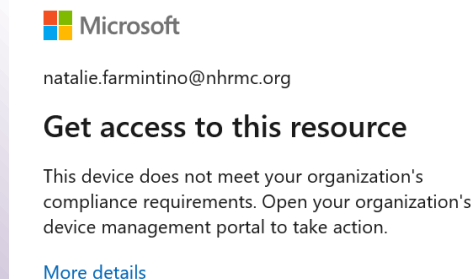 Microsoft
natalie.farmintino@nhrmc.org
Get access to this resource
This device does not meet your organization's
compliance requirements. Open your organization's
device management portal to take action.
More details